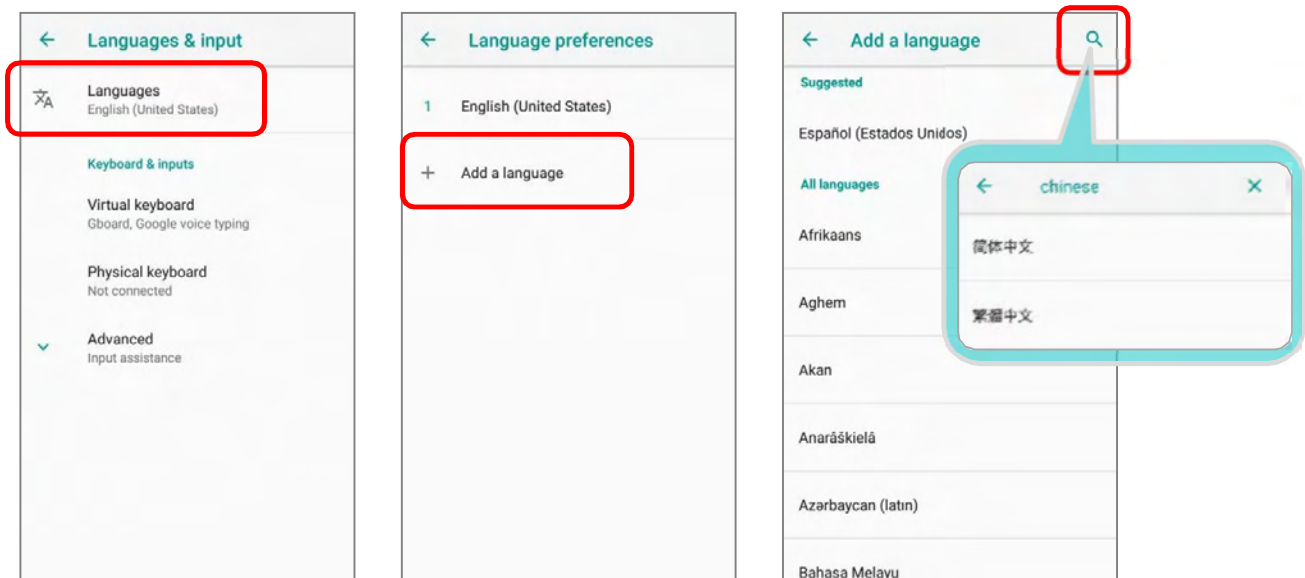 Languages & input
Languages
English (United States)
Keyboard & inputs
Virtual keyboard
Gboard, Google voice typing
Physical keyboard
Not connected
Advanced
Input assistance
Language preferences
1 English (United States)
+ Add a language
Add a language
Suggested
Español (Estados Unidos)
All languages
Afrikaans
Aghem
Akan
Anarâškielâ
Azərbaycan (latın)
Bahasa Melayu
chinese
简体中文
繁體中文